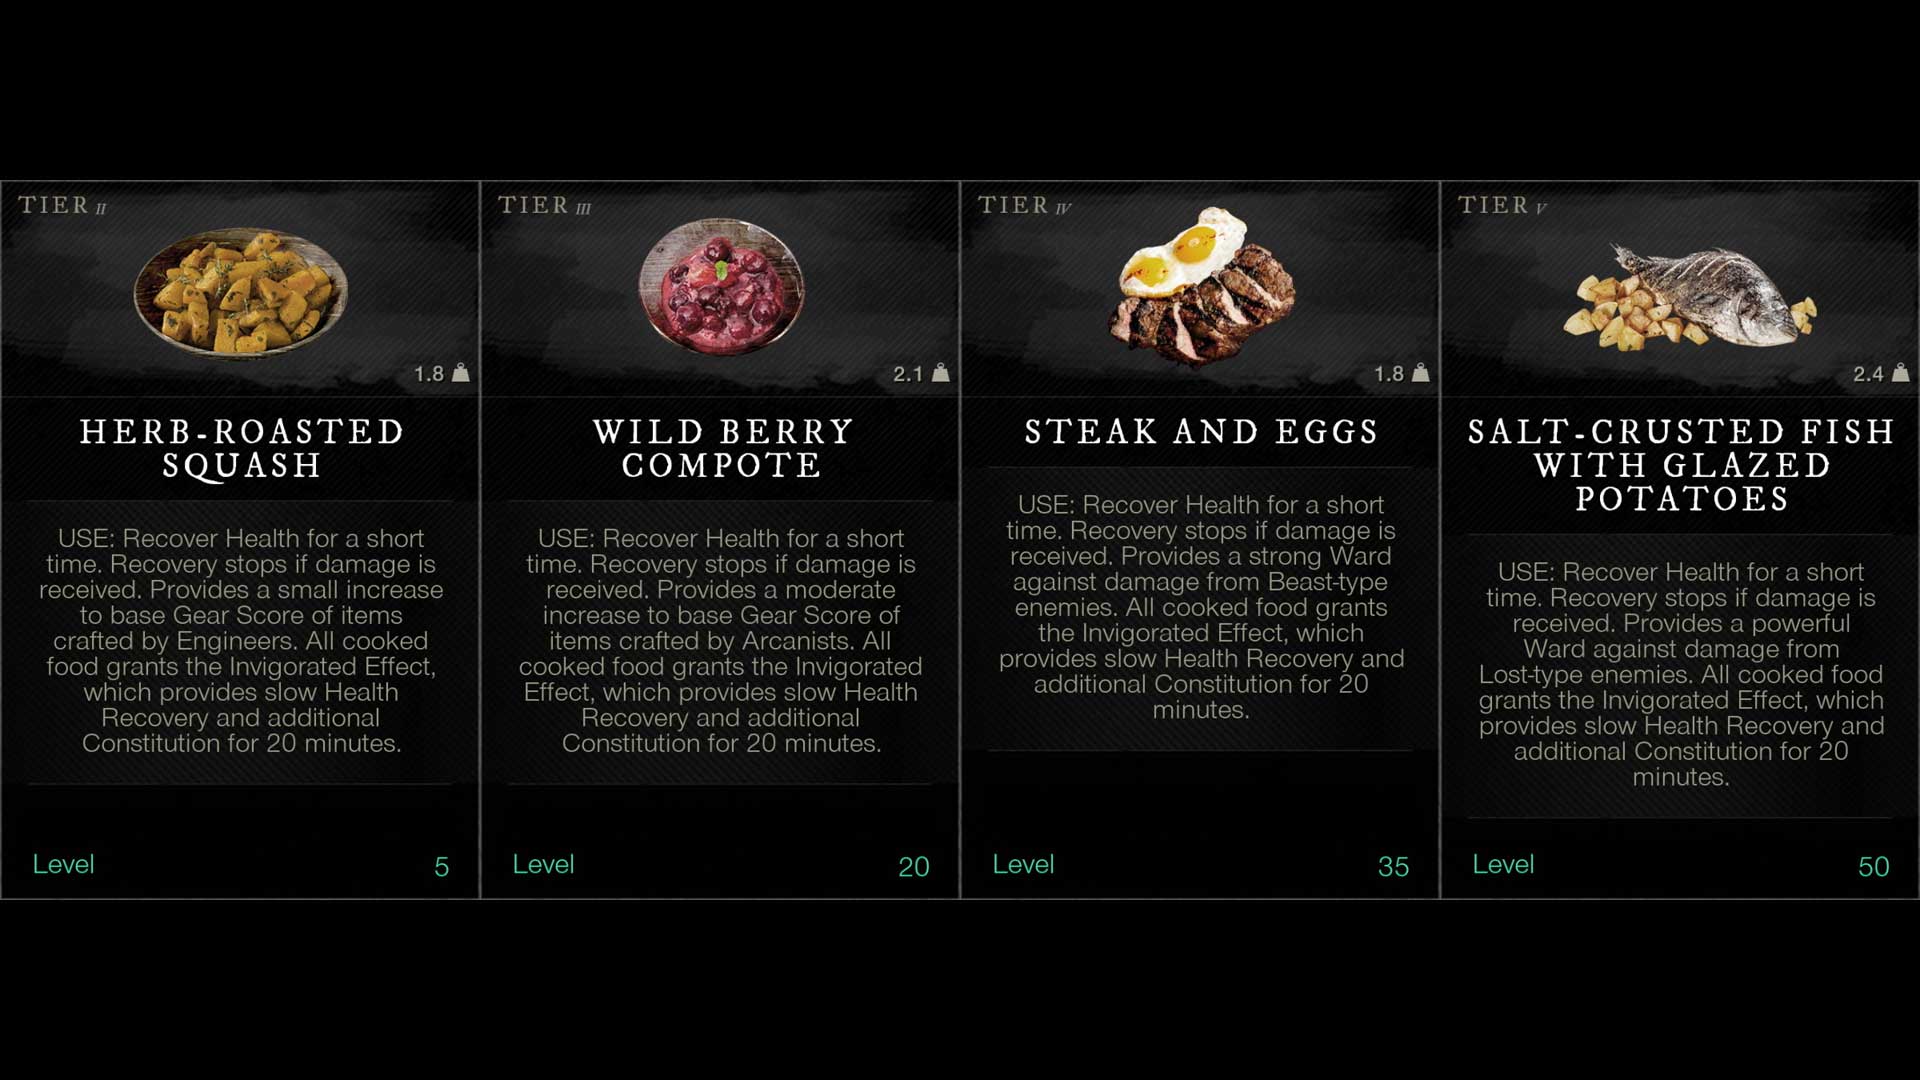 TIER II
1.8
HERB-ROASTED
SQUASH
USE: Recover Health for a short
time. Recovery stops if damage is
received. Provides a small increase
to base Gear Score of items
crafted by Engineers. All cooked
food grants the Invigorated Effect,
which provides slow Health
Recovery and additional
Constitution for 20 minutes.
Level 5
TIER III
2.1
WILD BERRY
COMPOTE
USE: Recover Health for a short
time. Recovery stops if damage is
received. Provides a moderate
increase to base Gear Score of
items crafted by Arcanists. All
cooked food grants the Invigorated
Effect, which provides slow Health
Recovery and additional
Constitution for 20 minutes.
Level 20
TIER IV
1.8
STEAK AND EGGS
USE: Recover Health for a short
time. Recovery stops if damage is
received. Provides a strong Ward
against damage from Beast-type
enemies. All cooked food grants
the Invigorated Effect, which
provides slow Health Recovery and
additional Constitution for 20
minutes.
Level 35
TIER V
2.4
SALT-CRUSTED FISH
WITH GLAZED
POTATOES
USE: Recover Health for a short
time. Recovery stops if damage is
received. Provides a powerful
Ward against damage from
Lost-type enemies. All cooked food
grants the Invigorated Effect, which
provides slow Health Recovery and
additional Constitution for 20
minutes.
Level 50